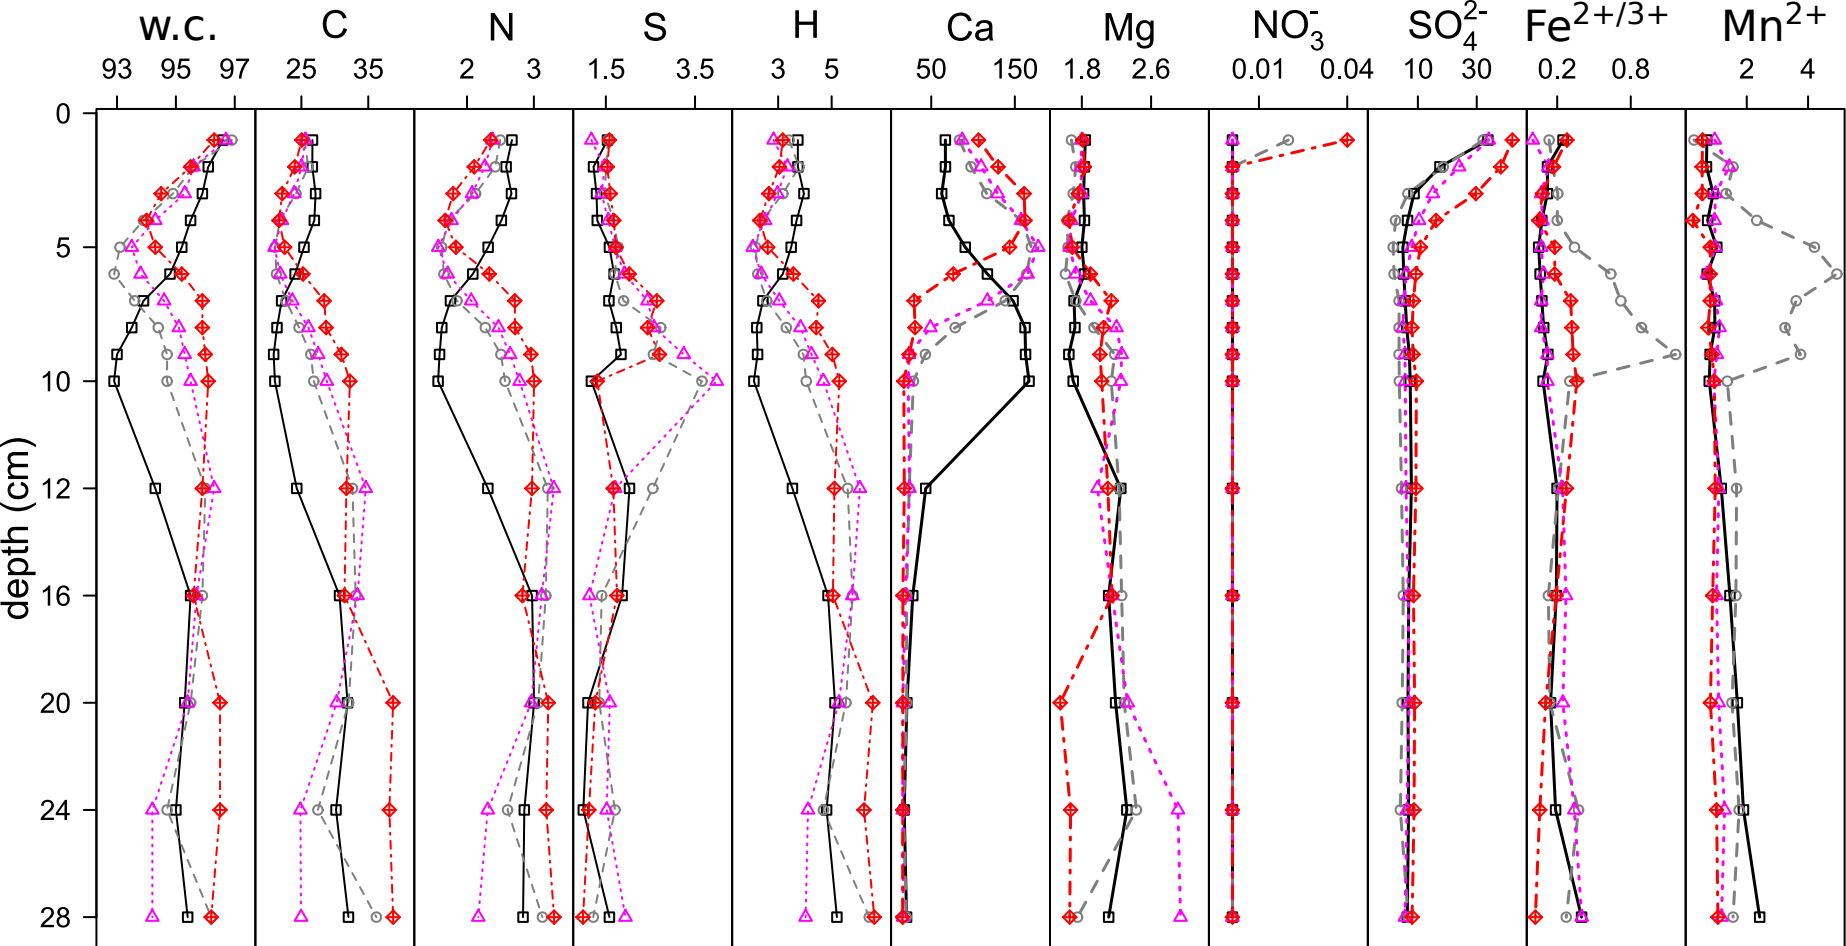 w.c. C N S H Ca Mg NO₃⁻ SO₄²⁻ Fe²⁺/³⁺ Mn²⁺
93 95 97 25 35 2 3 1.5 3.5 3 5 50 150 1.8 2.6 0.01 0.04 10 30 0.2 0.8 2 4
0
5
10
12
16
20
24
28
depth (cm)